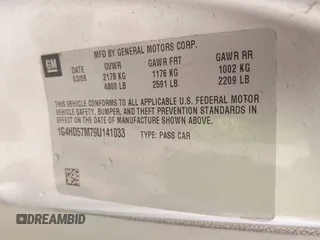 MFD BY GENERAL MOTORS CORP.
GM
DATE GVWR GAWR FRT GAWR RR
03/09 2178 KG 1176 KG 1002 KG
4808 LB 2591 LB 2209 LB
THIS VEHICLE CONFORMS TO ALL APPLICABLE U.S. FEDERAL MOTOR
VEHICLE SAFETY, BUMPER, AND THEFT PREVENTION STANDARDS IN
EFFECT ON THE DATE OF MANUFACTURE SHOWN ABOVE.
1G4HD57M79U141033 TYPE: PASS CAR
DREAMBID